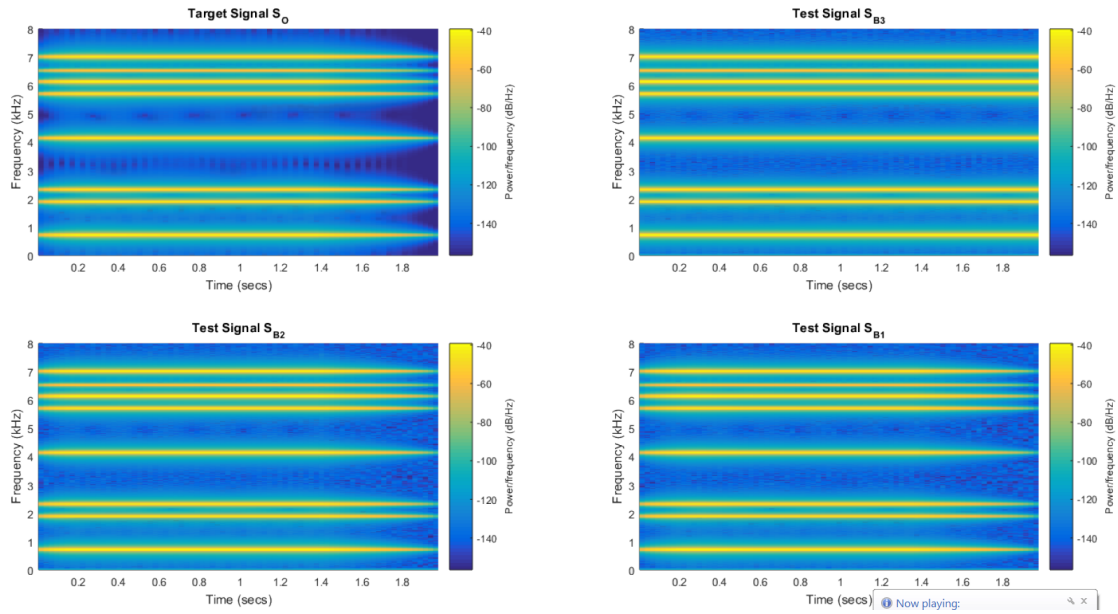 Target Signal S_O
8
7
6
5
4
3
2
1
0
Frequency (kHz)
0.2 0.4 0.6 0.8 1 1.2 1.4 1.6 1.8
Time (secs)
-40
-60
-80
-100
-120
-140
Power/frequency (dB/Hz)
Test Signal S_B3
8
7
6
5
4
3
2
1
0
Frequency (kHz)
0.2 0.4 0.6 0.8 1 1.2 1.4 1.6 1.8
Time (secs)
-40
-60
-80
-100
-120
-140
Power/frequency (dB/Hz)
Test Signal S_B2
8
7
6
5
4
3
2
1
0
Frequency (kHz)
0.2 0.4 0.6 0.8 1 1.2 1.4 1.6 1.8
Time (secs)
-40
-60
-80
-100
-120
-140
Power/frequency (dB/Hz)
Test Signal S_B1
8
7
6
5
4
3
2
1
0
Frequency (kHz)
0.2 0.4 0.6 0.8 1 1.2 1.4 1.6 1.8
Time (secs)
-40
-60
-80
-100
-120
-140
Power/frequency (dB/Hz)
Now playing: